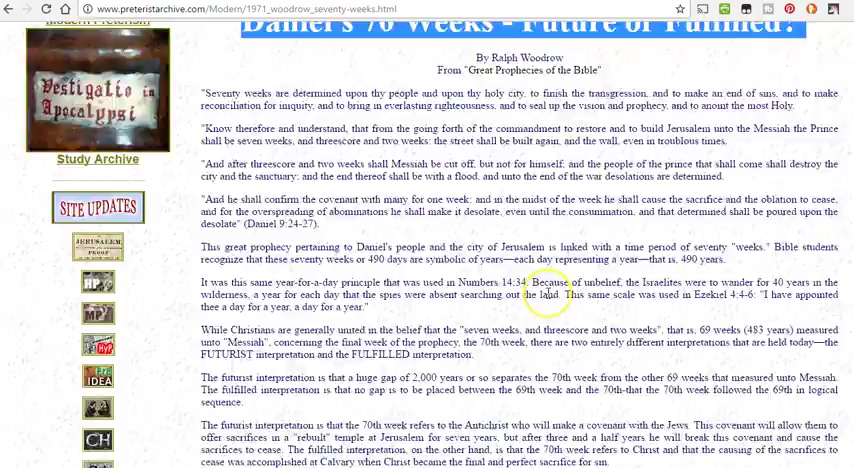 www.preteristarchive.com/Modern/1971_woodrow_seventy-weeks.html
Modern Preterism
Daniel's 70 Weeks - Future or Fulfilled?
Vestigatio in
Apocalypsi
Study Archive
SITE UPDATES
JERUSALEM
HP
MP
HyP
IDEA
CH
By Ralph Woodrow
From "Great Prophecies of the Bible"
"Seventy weeks are determined upon thy people and upon thy holy city, to finish the transgression, and to make an end of sins, and to make
reconciliation for iniquity, and to bring in everlasting righteousness, and to seal up the vision and prophecy, and to anoint the most Holy.
"Know therefore and understand, that from the going forth of the commandment to restore and to build Jerusalem unto the Messiah the Prince
shall be seven weeks, and threescore and two weeks: the street shall be built again, and the wall, even in troublous times.
"And after threescore and two weeks shall Messiah be cut off, but not for himself; and the people of the prince that shall come shall destroy the
city and the sanctuary; and the end thereof shall be with a flood, and unto the end of the war desolations are determined.
"And he shall confirm the covenant with many for one week: and in the midst of the week he shall cause the sacrifice and the oblation to cease,
and for the overspreading of abominations he shall make it desolate, even until the consummation, and that determined shall be poured upon the
desolate" (Daniel 9:24-27).
This great prophecy pertaining to Daniel's people and the city of Jerusalem is linked with a time period of seventy "weeks." Bible students
recognize that these seventy weeks or 490 days are symbolic of years—each day representing a year—that is, 490 years.
It was this same year-for-a-day principle that was used in Numbers 14:34. Because of unbelief, the Israelites were to wander for 40 years in the
wilderness, a year for each day that the spies were absent searching out the land. This same scale was used in Ezekiel 4:4-6: "I have appointed
thee a day for a year, a day for a year."
While Christians are generally united in the belief that the "seven weeks, and threescore and two weeks", that is, 69 weeks (483 years) measured
unto "Messiah", concerning the final week of the prophecy, the 70th week, there are two entirely different interpretations that are held today—the
FUTURIST interpretation and the FULFILLED interpretation.
The futurist interpretation is that a huge gap of 2,000 years or so separates the 70th week from the other 69 weeks that measured unto Messiah.
The fulfilled interpretation is that no gap is to be placed between the 69th week and the 70th-that the 70th week followed the 69th in logical
sequence.
The futurist interpretation is that the 70th week refers to the Antichrist who will make a covenant with the Jews. This covenant will allow them to
offer sacrifices in a "rebuilt" temple at Jerusalem for seven years, but after three and a half years he will break this covenant and cause the
sacrifices to cease. The fulfilled interpretation, on the other hand, is that the 70th week refers to Christ and that the causing of the sacrifices to
cease was accomplished at Calvary when Christ became the final and perfect sacrifice for sin.